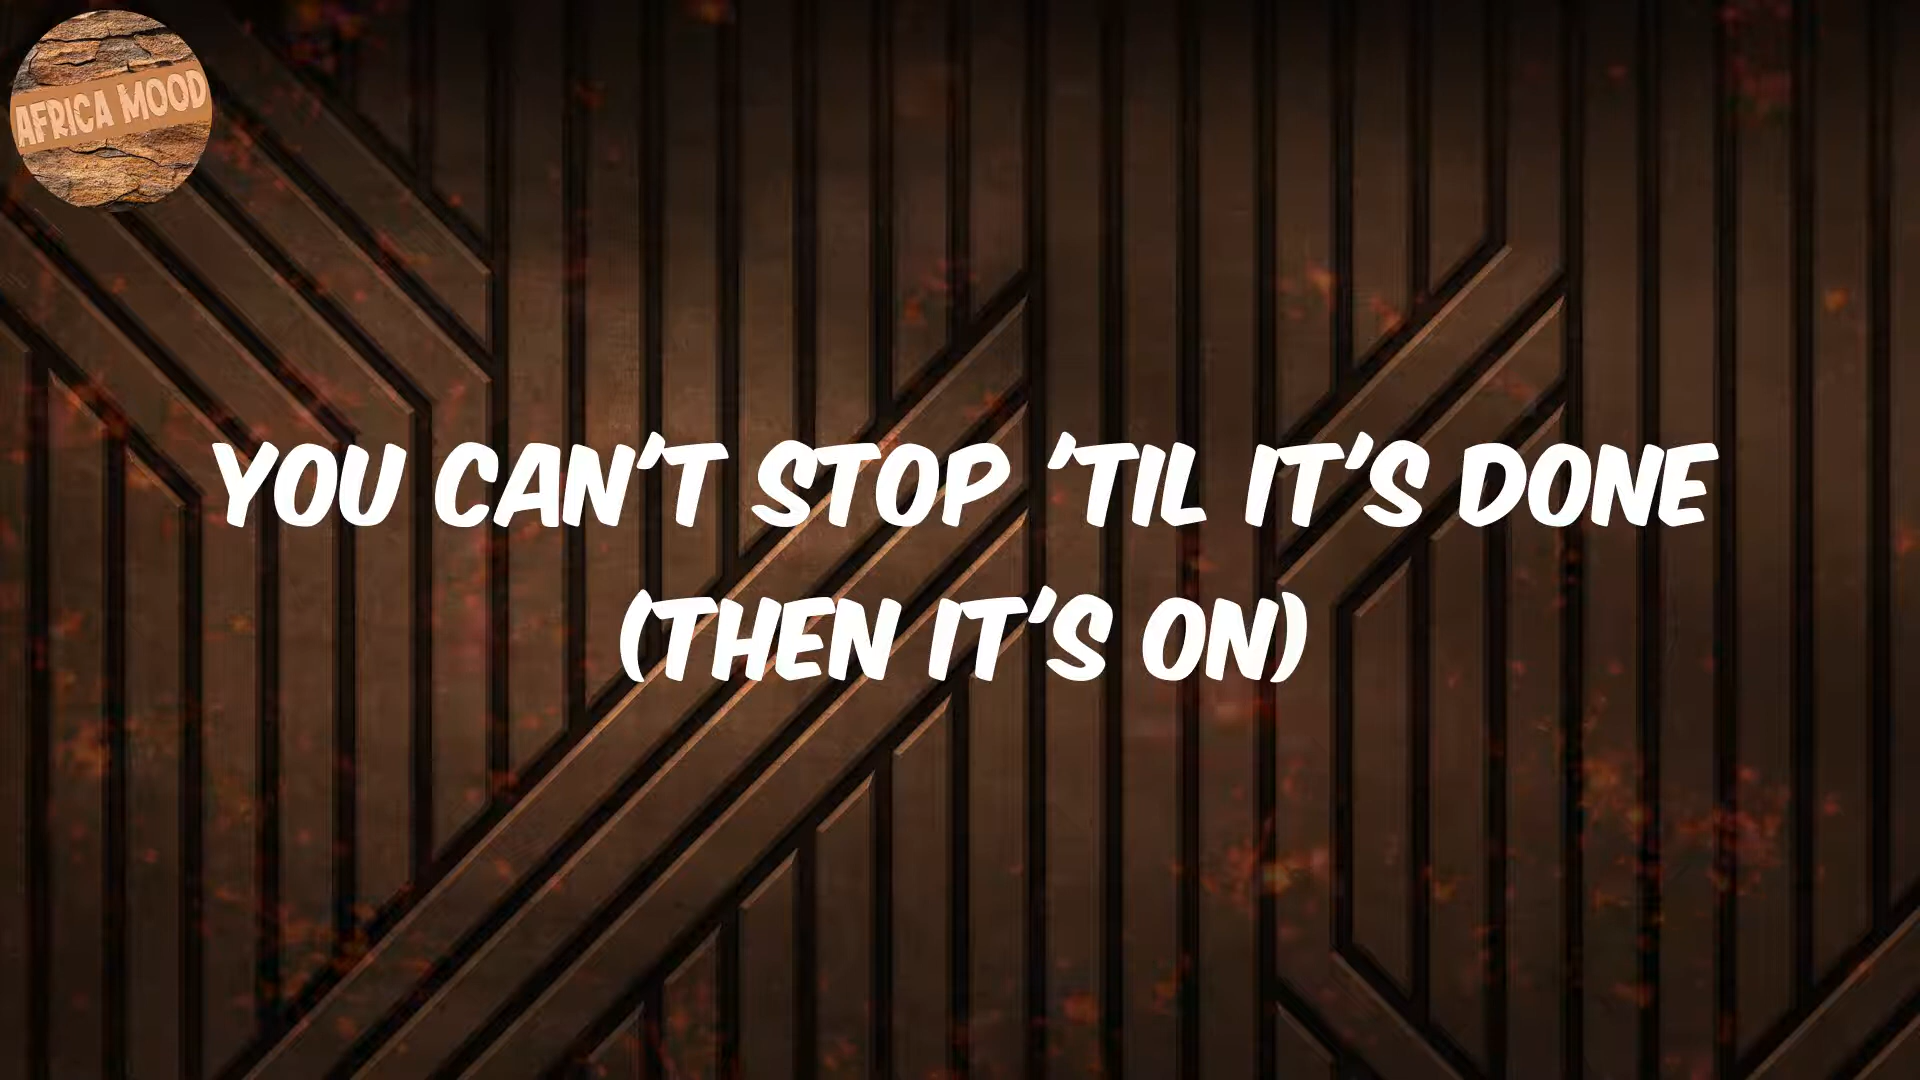 AFRICA MOOD
YOU CAN'T STOP 'TIL IT'S DONE
(THEN IT'S ON)